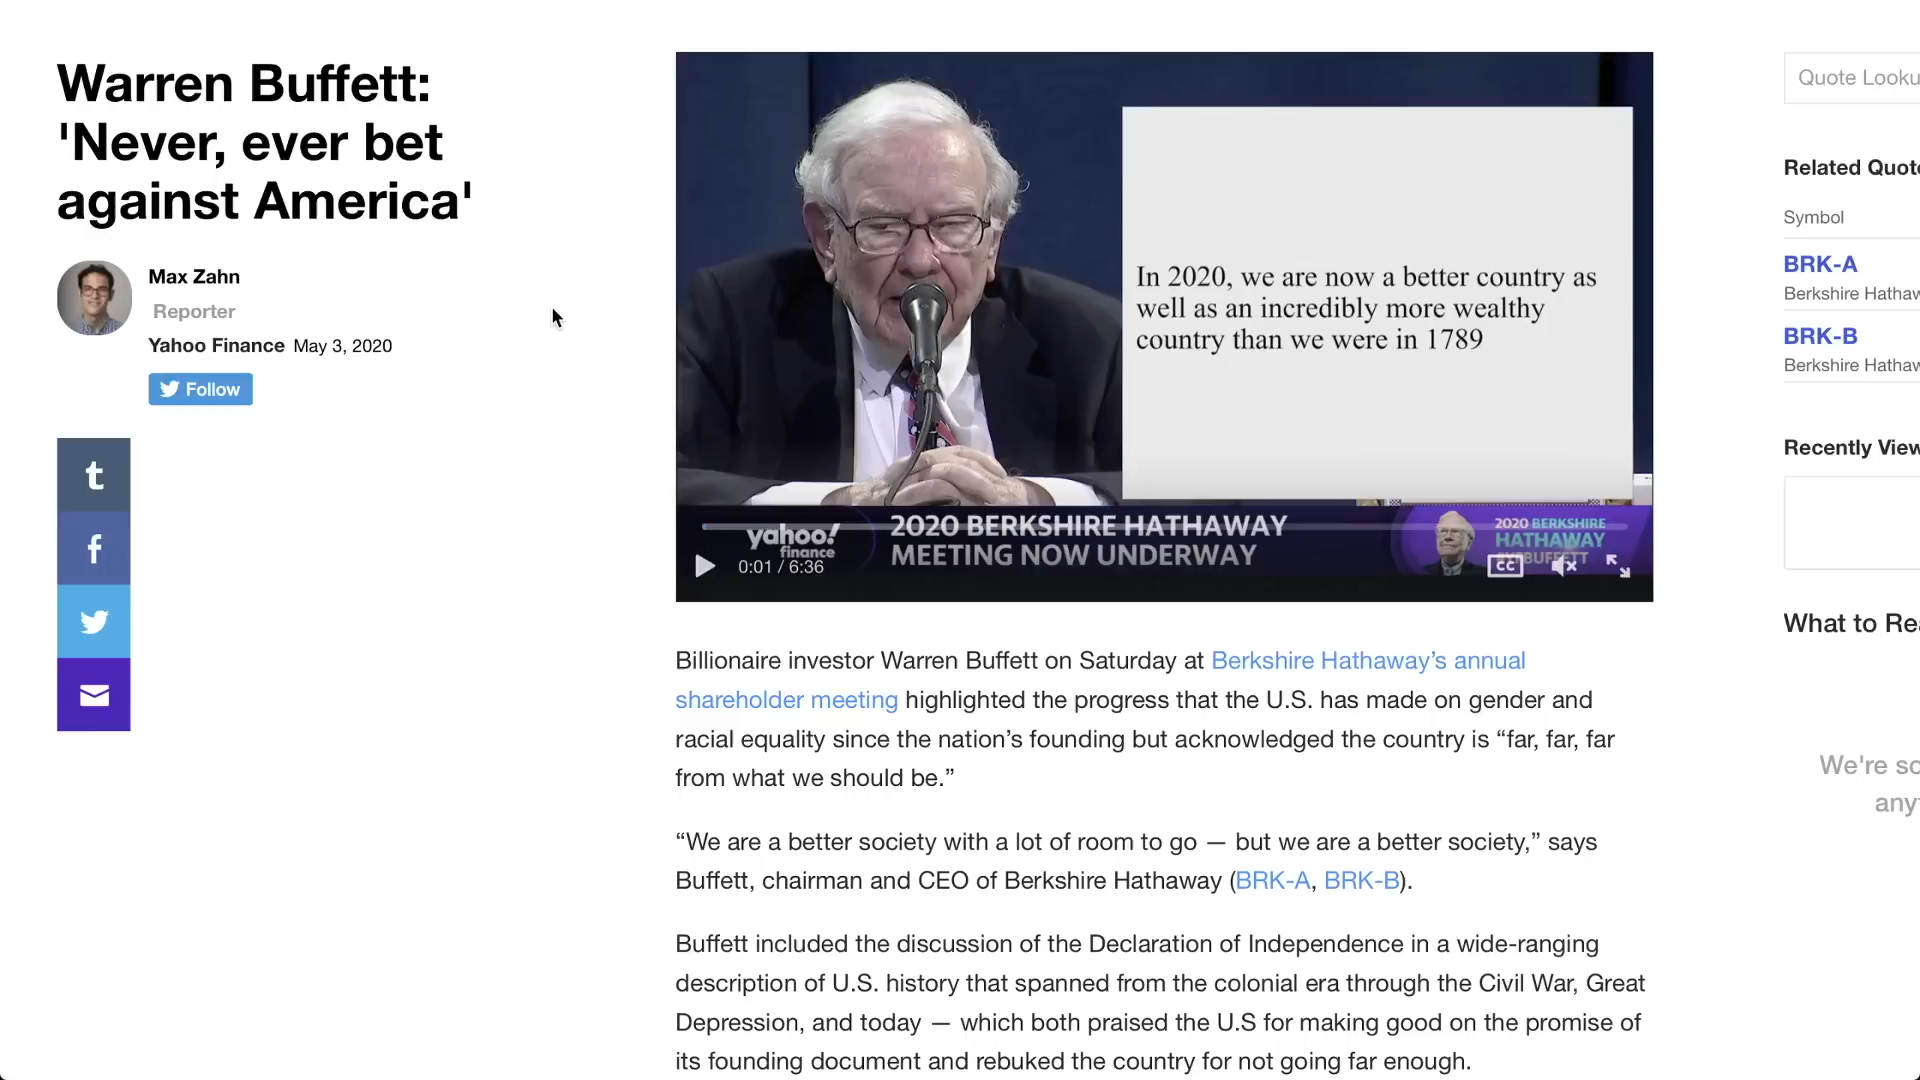 Warren Buffett:
'Never, ever bet
against America'
Max Zahn
Reporter
Yahoo Finance May 3, 2020
Follow
t
f
In 2020, we are now a better country as
well as an incredibly more wealthy
country than we were in 1789
yahoo!
finance
2020 BERKSHIRE HATHAWAY
MEETING NOW UNDERWAY
2020 BERKSHIRE
HATHAWAY
0:01 / 6:36
CC
Billionaire investor Warren Buffett on Saturday at Berkshire Hathaway’s annual
shareholder meeting highlighted the progress that the U.S. has made on gender and
racial equality since the nation’s founding but acknowledged the country is “far, far, far
from what we should be.”
“We are a better society with a lot of room to go — but we are a better society,” says
Buffett, chairman and CEO of Berkshire Hathaway (BRK-A, BRK-B).
Buffett included the discussion of the Declaration of Independence in a wide-ranging
description of U.S. history that spanned from the colonial era through the Civil War, Great
Depression, and today — which both praised the U.S for making good on the promise of
its founding document and rebuked the country for not going far enough.
Quote Looku
Related Quote
Symbol
BRK-A
Berkshire Hathaw
BRK-B
Berkshire Hathaw
Recently View
What to Rea
We're so
any